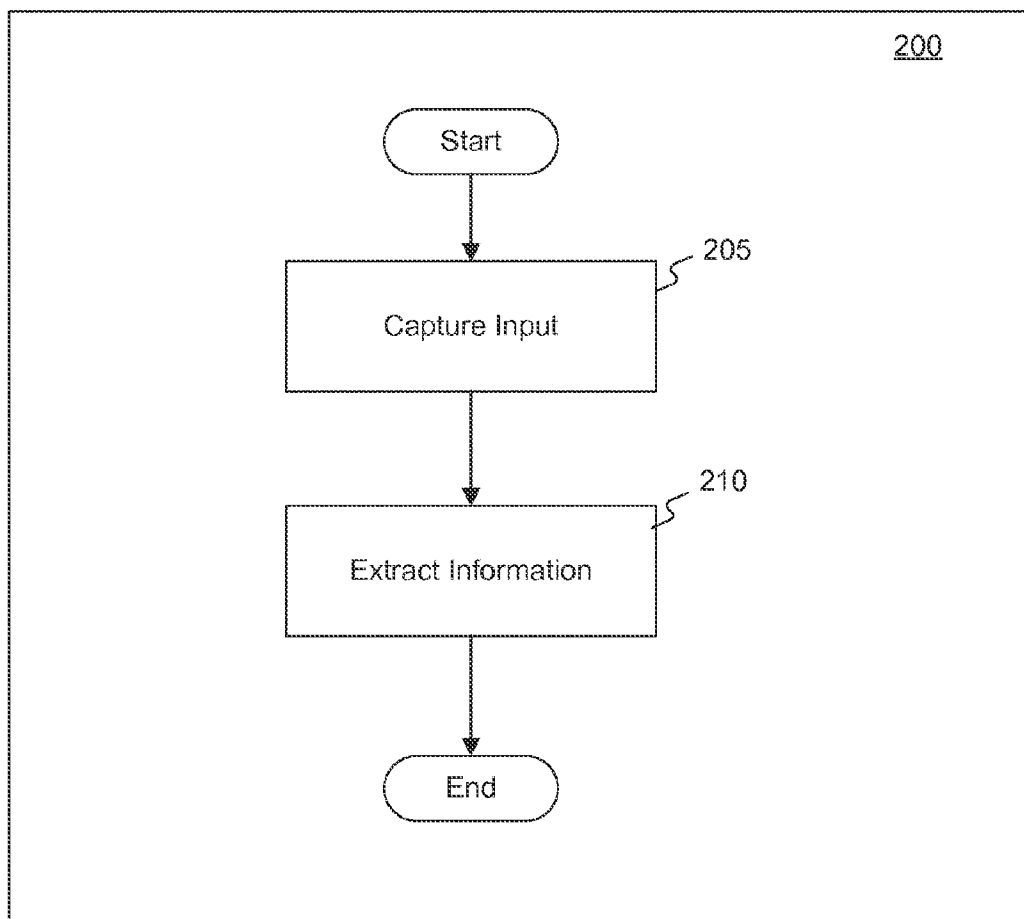 200
Start
205
Capture Input
210
Extract Information
End